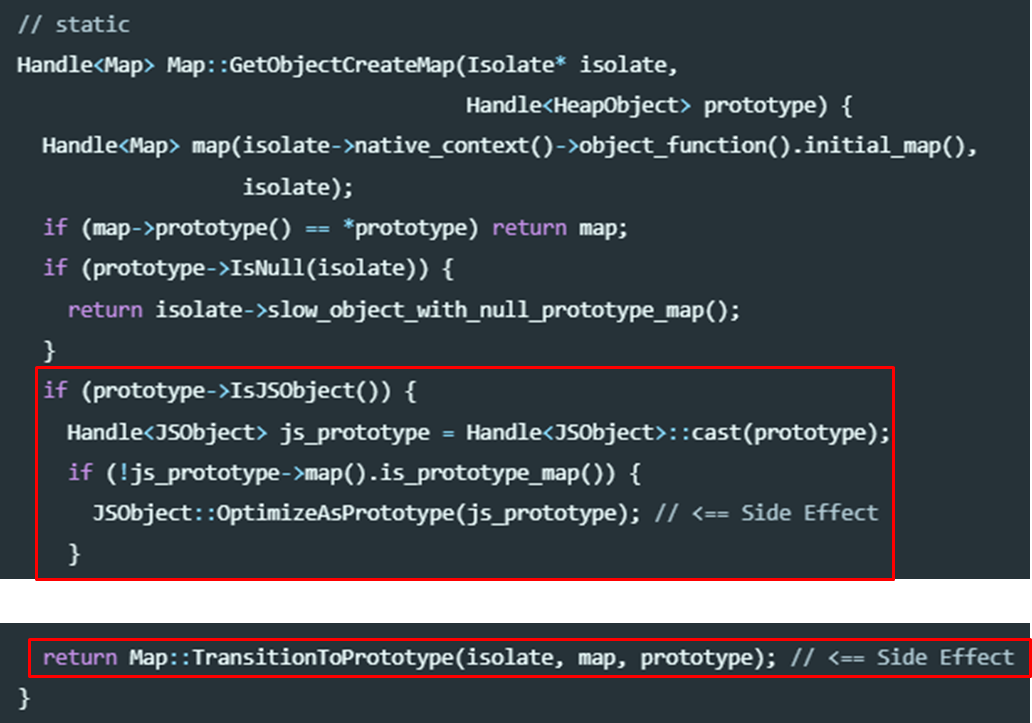 // static
Handle<Map> Map::GetObjectCreateMap(Isolate* isolate,
                                    Handle<HeapObject> prototype) {
  Handle<Map> map(isolate->native_context()->object_function().initial_map(),
                  isolate);
  if (map->prototype() == *prototype) return map;
  if (prototype->IsNull(isolate)) {
    return isolate->slow_object_with_null_prototype_map();
  }
  if (prototype->IsJSObject()) {
    Handle<JSObject> js_prototype = Handle<JSObject>::cast(prototype);
    if (!js_prototype->map().is_prototype_map()) {
      JSObject::OptimizeAsPrototype(js_prototype); // <== Side Effect
    }
  return Map::TransitionToPrototype(isolate, map, prototype); // <== Side Effect
}